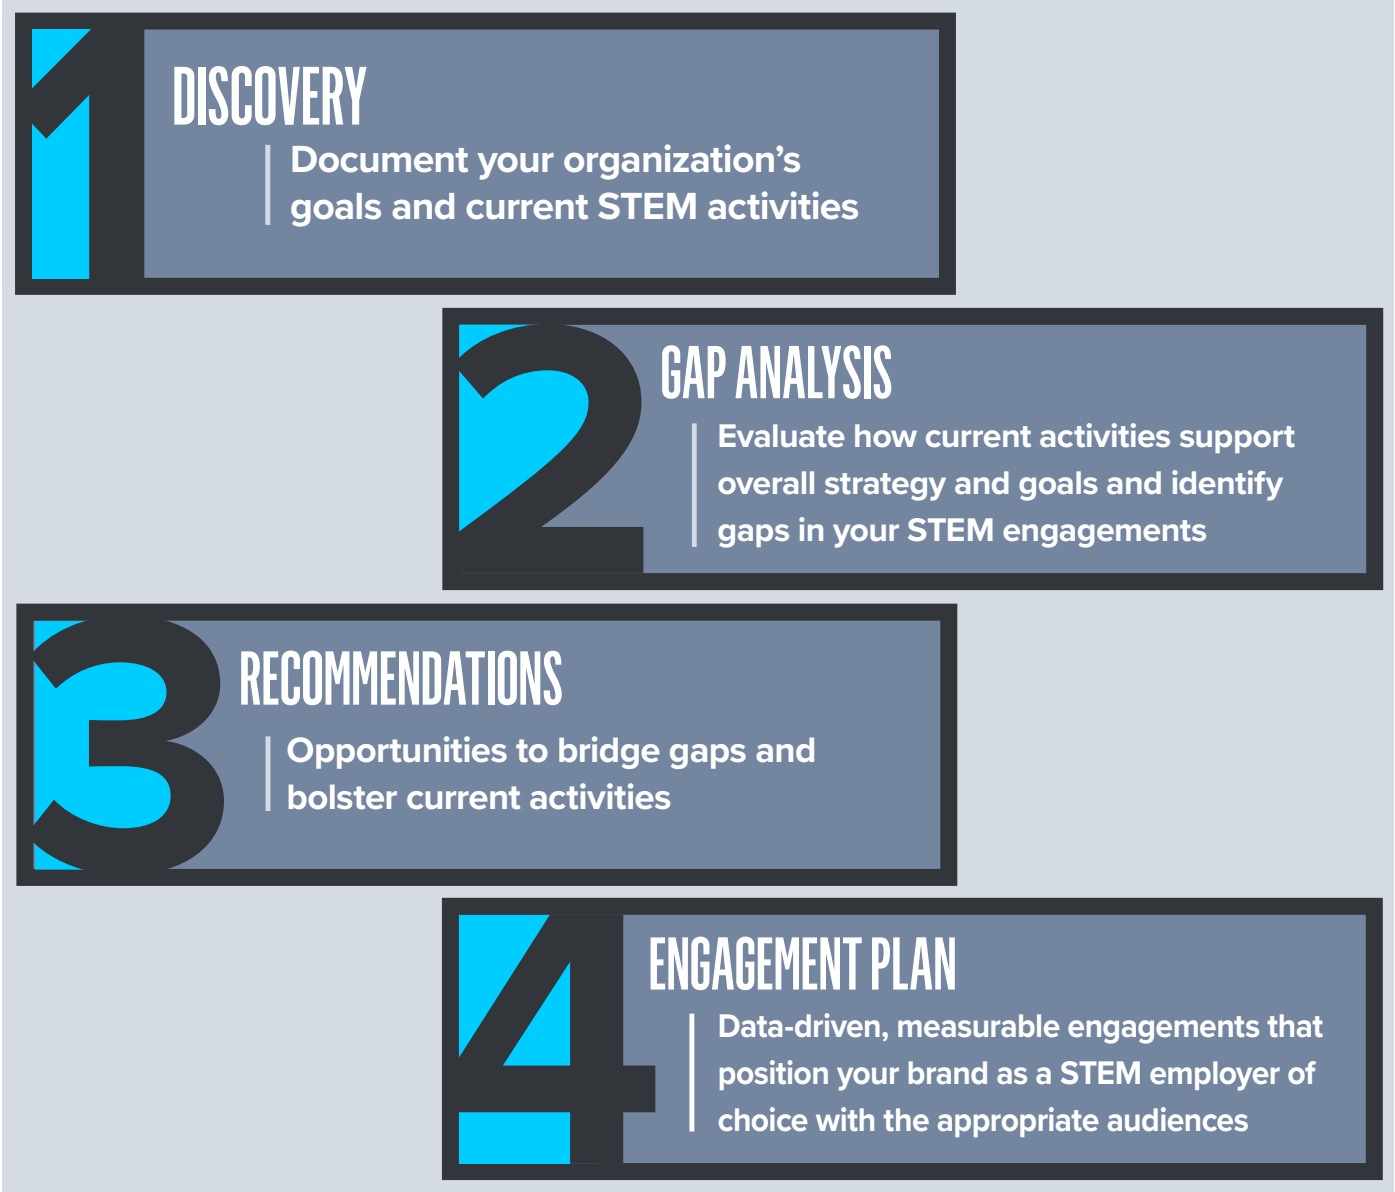 1
DISCOVERY
Document your organization’s
goals and current STEM activities
2
GAP ANALYSIS
Evaluate how current activities support
overall strategy and goals and identify
gaps in your STEM engagements
3
RECOMMENDATIONS
Opportunities to bridge gaps and
bolster current activities
4
ENGAGEMENT PLAN
Data-driven, measurable engagements that
position your brand as a STEM employer of
choice with the appropriate audiences